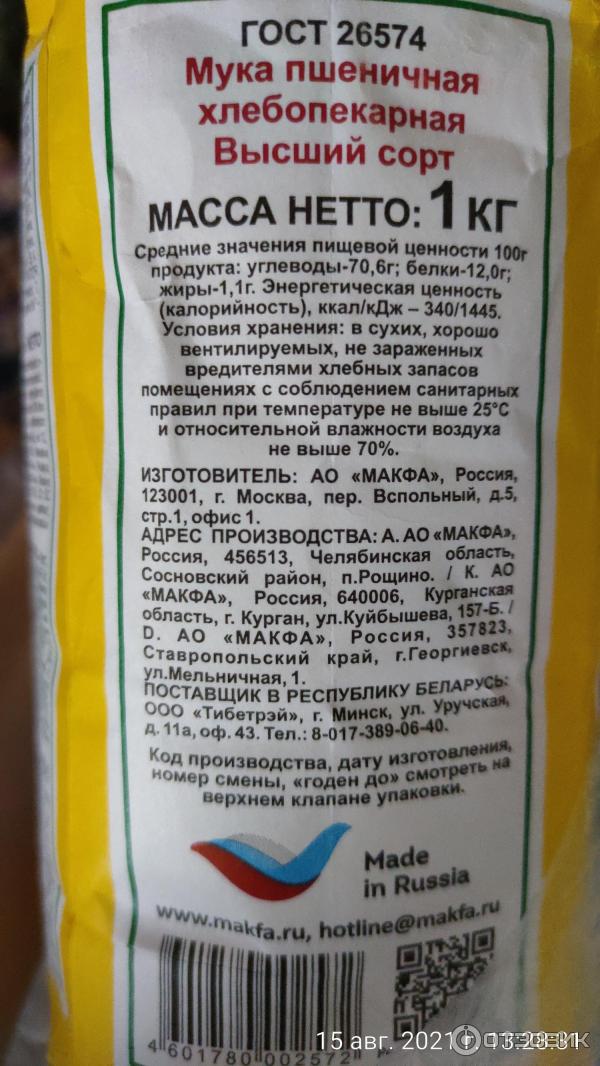 ГОСТ 26574
Мука пшеничная
хлебопекарная
Высший сорт
МАССА НЕТТО: 1 КГ
Средние значения пищевой ценности 100г
продукта: углеводы-70,6г; белки-12,0г;
жиры-1,1г. Энергетическая ценность
(калорийность), ккал/кДж – 340/1445.
Условия хранения: в сухих, хорошо
вентилируемых, не зараженных
вредителями хлебных запасов
помещениях с соблюдением санитарных
правил при температуре не выше 25°С
и относительной влажности воздуха
не выше 70%.
ИЗГОТОВИТЕЛЬ: АО «МАКФА», Россия,
123001, г. Москва, пер. Вспольный, д.5,
стр.1, офис 1.
АДРЕС ПРОИЗВОДСТВА: А. АО «МАКФА»,
Россия, 456513, Челябинская область,
Сосновский район, п.Рощино. / К. АО
«МАКФА», Россия, 640006, Курганская
область, г. Курган, ул.Куйбышева, 157-Б. /
D. АО «МАКФА», Россия, 357823,
Ставропольский край, г.Георгиевск,
ул.Мельничная, 1.
ПОСТАВЩИК В РЕСПУБЛИКУ БЕЛАРУСЬ:
ООО «Тибетрэй», г. Минск, ул. Уручская,
д. 11а, оф. 43. Тел.: 8-017-389-06-40.
Код производства, дату изготовления,
номер смены, «годен до» смотреть на
верхнем клапане упаковки.
Made
in Russia
www.makfa.ru, hotline@makfa.ru
4 601780 002572
15 авг. 2021 г. 13:28:31
ОТЗОВИК